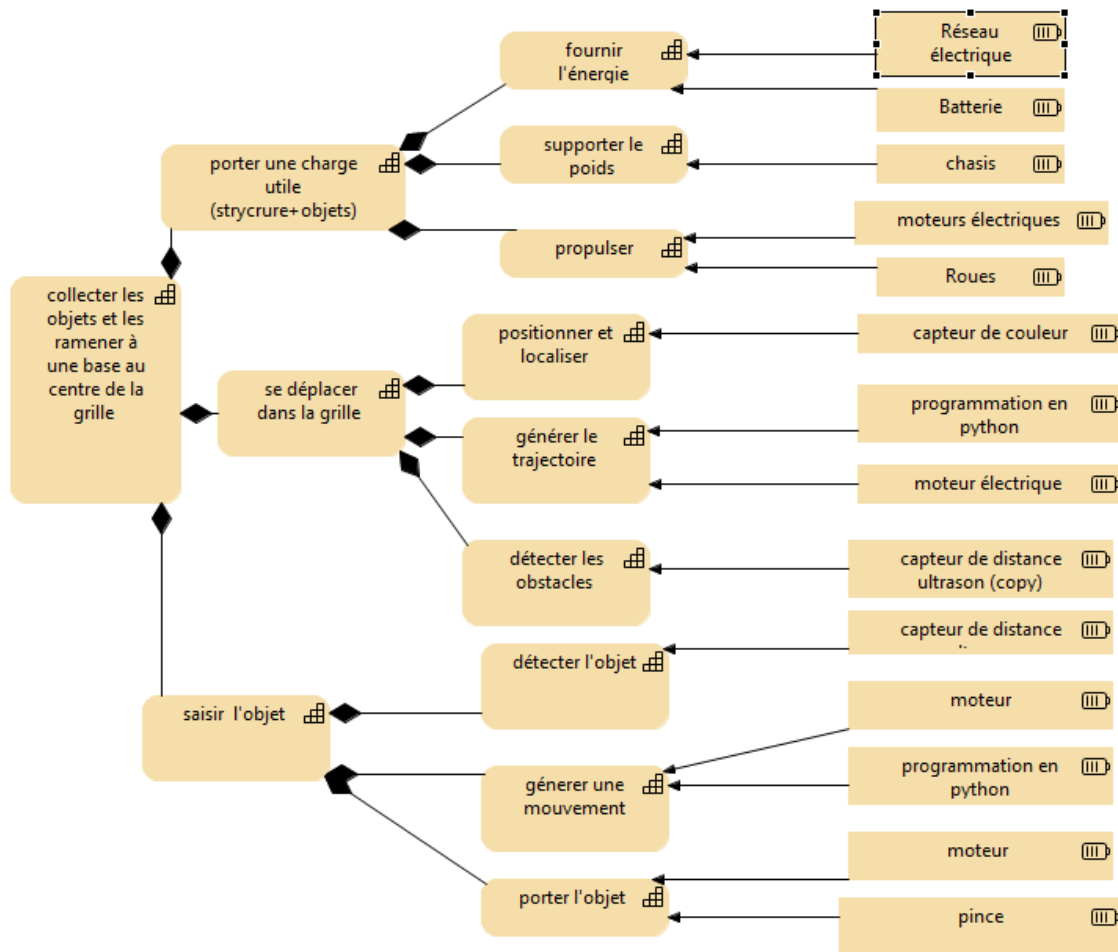 Réseau
électrique
fournir
l'énergie
Batterie
supporter le
poids
chasis
porter une charge
utile
(strycrure+objets)
moteurs électriques
propulser
Roues
collecter les
objets et les
ramener à
une base au
centre de la
grille
positionner et
localiser
capteur de couleur
se déplacer
dans la grille
programmation en
python
générer le
trajectoire
moteur électrique
détecter les
obstacles
capteur de distance
ultrason (copy)
capteur de distance
détecter l'objet
saisir l'objet
moteur
génerer une
mouvement
programmation en
python
moteur
porter l'objet
pince